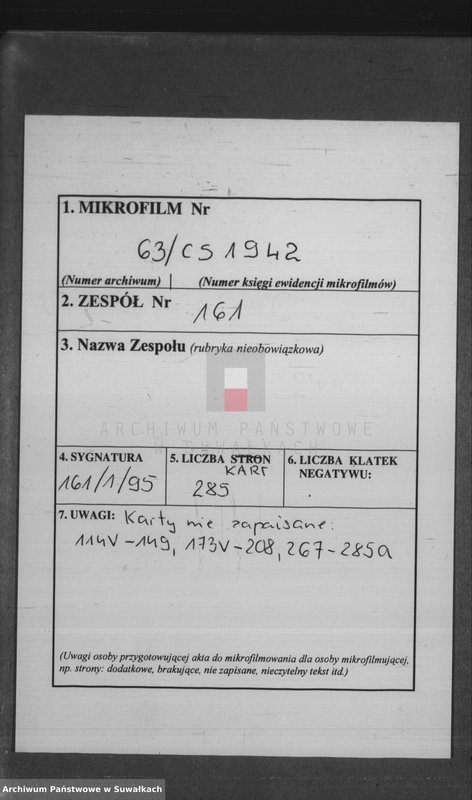 1. MIKROFILM Nr
63/CS 1942
(Numer archiwum) | (Numer księgi ewidencji mikrofilmów)
2. ZESPÓŁ Nr 161
3. Nazwa Zespołu (rubryka nieobowiązkowa)
ARCHIWUM PAŃSTWOWE
W SUWAŁKACH
4. SYGNATURA
161/1/95
5. LICZBA STRON
KART
285
6. LICZBA KLATEK
NEGATYWU:
7. UWAGI: Karty nie zapaisane:
114V-149, 173V-208, 267-285a
(Uwagi osoby przygotowującej akta do mikrofilmowania dla osoby mikrofilmującej,
np. strony: dodatkowe, brakujące, nie zapisane, nieczytelny tekst itd.)
Archiwum Państwowe w Suwałkach